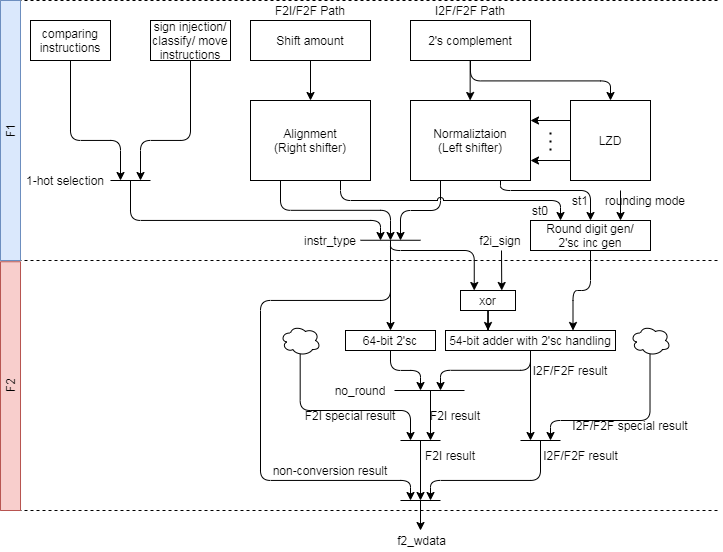 F2I/F2F Path
I2F/F2F Path
comparing
instructions
sign injection/
classify/ move
instructions
Shift amount
2's complement
F1
Alignment
(Right shifter)
Normaliztaion
(Left shifter)
LZD
1-hot selection
st0
st1
rounding mode
instr_type
f2i_sign
Round digit gen/
2'sc inc gen
F2
xor
64-bit 2'sc
54-bit adder with 2'sc handling
I2F/F2F result
no_round
F2I special result
F2I result
I2F/F2F special result
F2I result
I2F/F2F result
non-conversion result
f2_wdata